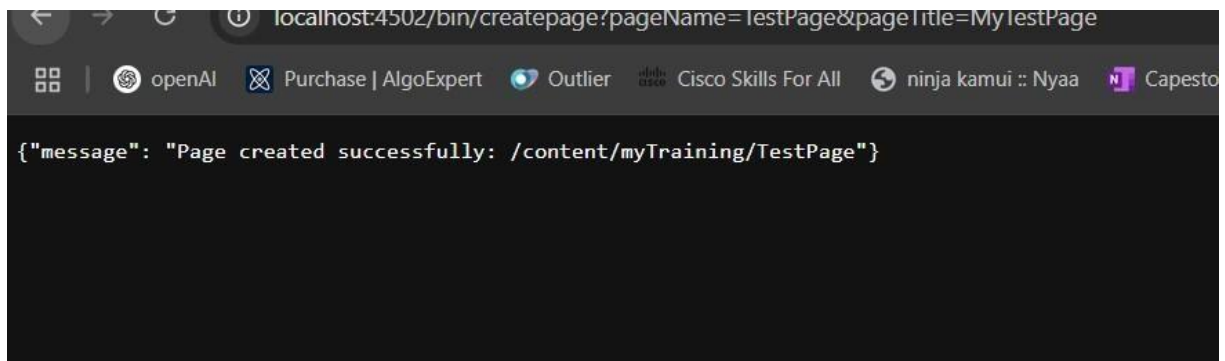 localhost:4502/bin/createpage?pageName=TestPage&pageTitle=MyTestPage
openAI Purchase | AlgoExpert Outlier Cisco Skills For All ninja kamui :: Nyaa Capesto
{"message": "Page created successfully: /content/myTraining/TestPage"}